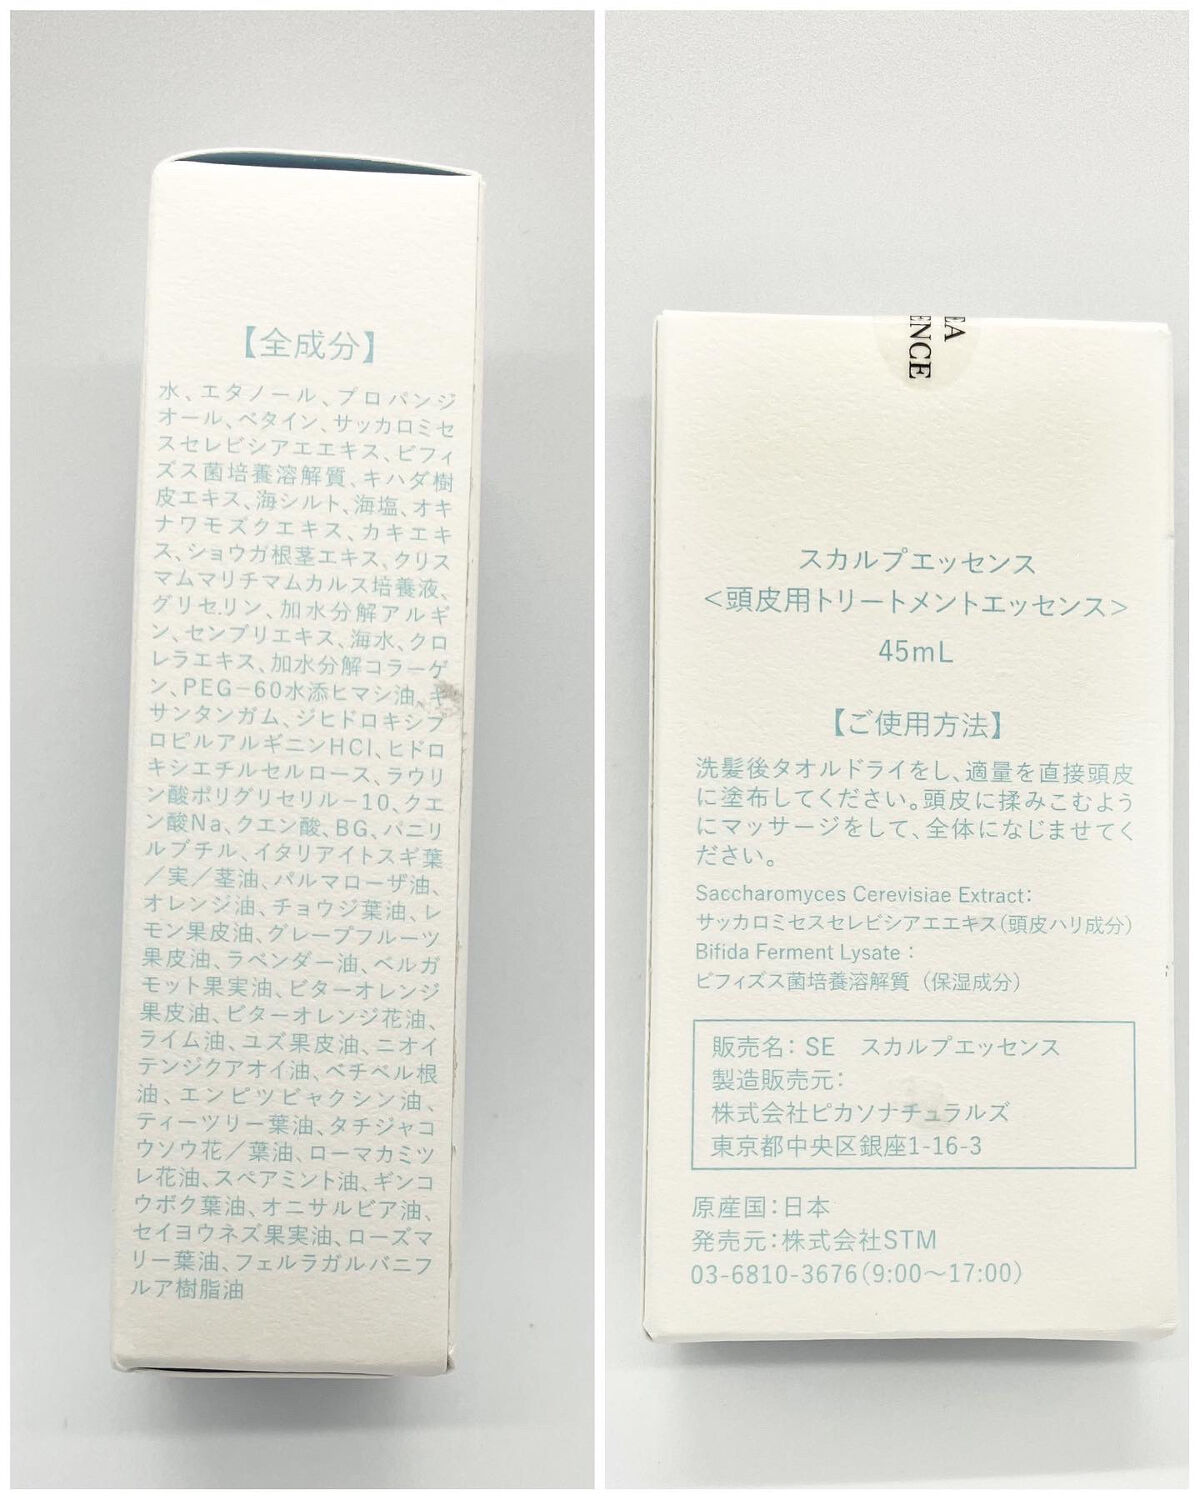 【全成分】
水、エタノール、プロパンジ
オール、ベタイン、サッカロミセ
スセレビシアエエキス、ビフィ
ズス菌培養溶解質、キハダ樹
皮エキス、海シルト、海塩、オキ
ナワモズクエキス、カキエキ
ス、ショウガ根茎エキス、クリス
マムマリチマムカルス培養液、
グリセリン、加水分解アルギ
ン、センブリエキス、海水、クロ
レラエキス、加水分解コラーゲ
ン、PEG-60水添ヒマシ油、キ
サンタンガム、ジヒドロキシプ
ロピルアルギニンHCl、ヒドロ
キシエチルセルロース、ラウリ
ン酸ポリグリセリル-10、クエ
ン酸Na、クエン酸、BG、バニリ
ルブチル、イタリアイトスギ葉
／実／茎油、パルマローザ油、
オレンジ油、チョウジ葉油、レ
モン果皮油、グレープフルーツ
果皮油、ラベンダー油、ベルガ
モット果実油、ビターオレンジ
果皮油、ビターオレンジ花油、
ライム油、ユズ果皮油、ニオイ
テンジクアオイ油、ベチベル根
油、エンピツビャクシン油、
ティーツリー葉油、タチジャコ
ウソウ花／葉油、ローマカミツ
レ花油、スペアミント油、ギンコ
ウボク葉油、オニサルビア油、
セイヨウネズ果実油、ローズマ
リー葉油、フェルラガルバニフ
ルア樹脂油
EA
ENCE
スカルプエッセンス
＜頭皮用トリートメントエッセンス＞
45mL
【ご使用方法】
洗髪後タオルドライをし、適量を直接頭皮
に塗布してください。頭皮に揉みこむよう
にマッサージをして、全体になじませてく
ださい。
Saccharomyces Cerevisiae Extract：
サッカロミセスセレビシアエエキス（頭皮ハリ成分）
Bifida Ferment Lysate：
ビフィズス菌培養溶解質（保湿成分）
販売名：SE　スカルプエッセンス
製造販売元：
株式会社ピカソナチュラルズ
東京都中央区銀座1-16-3
原産国：日本
発売元：株式会社STM
03-6810-3676（9:00〜17:00）